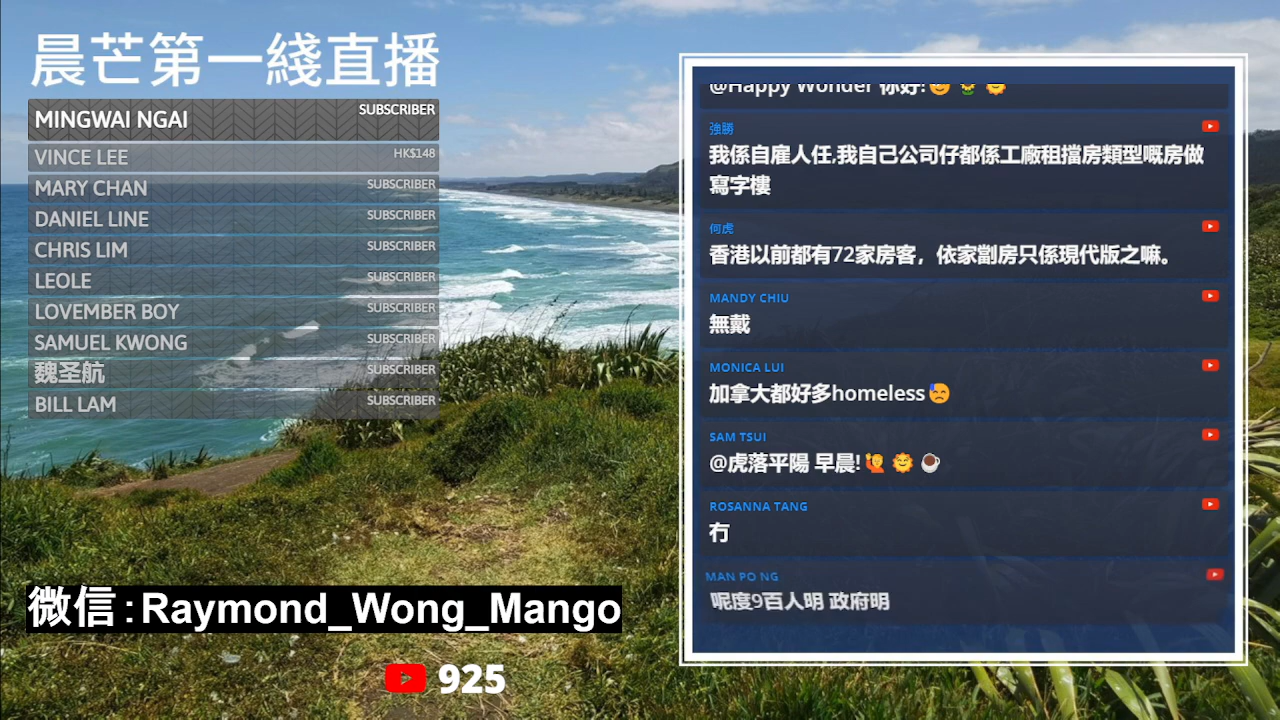 晨芒第一綫直播
MINGWAI NGAI SUBSCRIBER
VINCE LEE HK$148
MARY CHAN SUBSCRIBER
DANIEL LINE SUBSCRIBER
CHRIS LIM SUBSCRIBER
LEOLE SUBSCRIBER
LOVEMBER BOY SUBSCRIBER
SAMUEL KWONG SUBSCRIBER
魏圣航 SUBSCRIBER
BILL LAM SUBSCRIBER
微信:Raymond_Wong_Mango
925
@Happy Wonder 你好!😊 🌻 🌞
強勝
我係自雇人任,我自己公司仔都係工廠租擋房類型嘅房做
寫字樓
何虎
香港以前都有72家房客，依家劏房只係現代版之嘛。
MANDY CHIU
無戴
MONICA LUI
加拿大都好多homeless😓
SAM TSUI
@虎落平陽 早晨!🙋 🌞 ☕
ROSANNA TANG
冇
MAN PO NG
呢度9百人明 政府明